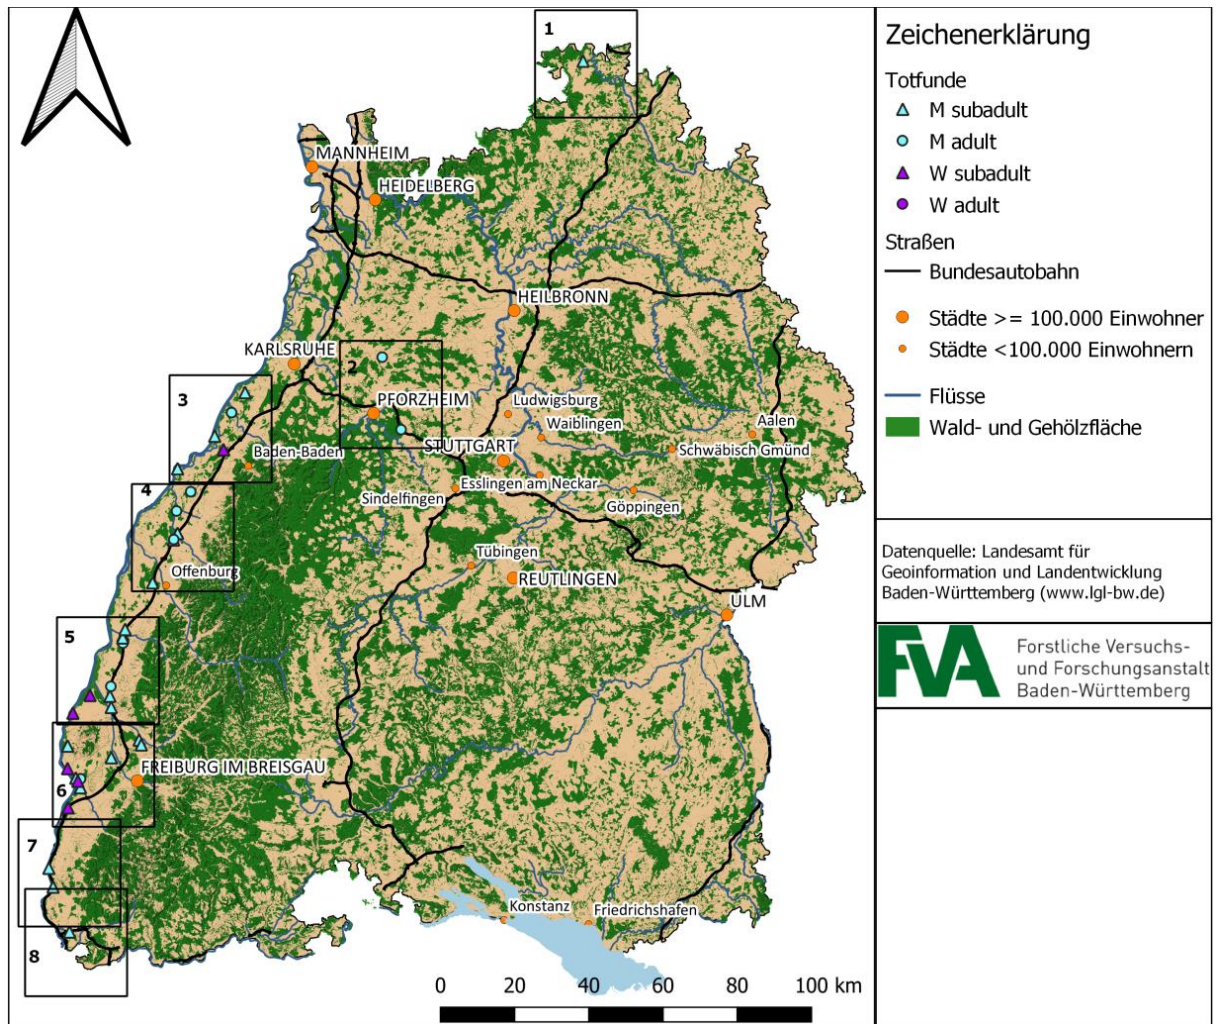 1
MANNHEIM
HEIDELBERG
HEILBRONN
KARLSRUHE
2
3
PFORZHEIM
Ludwigsburg
Waiblingen
Aalen
STUTTGART
Schwäbisch Gmünd
Baden-Baden
Esslingen am Neckar
4
Sindelfingen
Göppingen
Tübingen
Offenburg
REUTLINGEN
ULM
5
FREIBURG IM BREISGAU
6
7
Konstanz
Friedrichshafen
8
0 20 40 60 80 100 km
Zeichenerklärung
Totfunde
M subadult
M adult
W subadult
W adult
Straßen
Bundesautobahn
Städte >= 100.000 Einwohner
Städte <100.000 Einwohnern
Flüsse
Wald- und Gehölzfläche
Datenquelle: Landesamt für
Geoinformation und Landentwicklung
Baden-Württemberg (www.lgl-bw.de)
FVA
Forstliche Versuchs-
und Forschungsanstalt
Baden-Württemberg